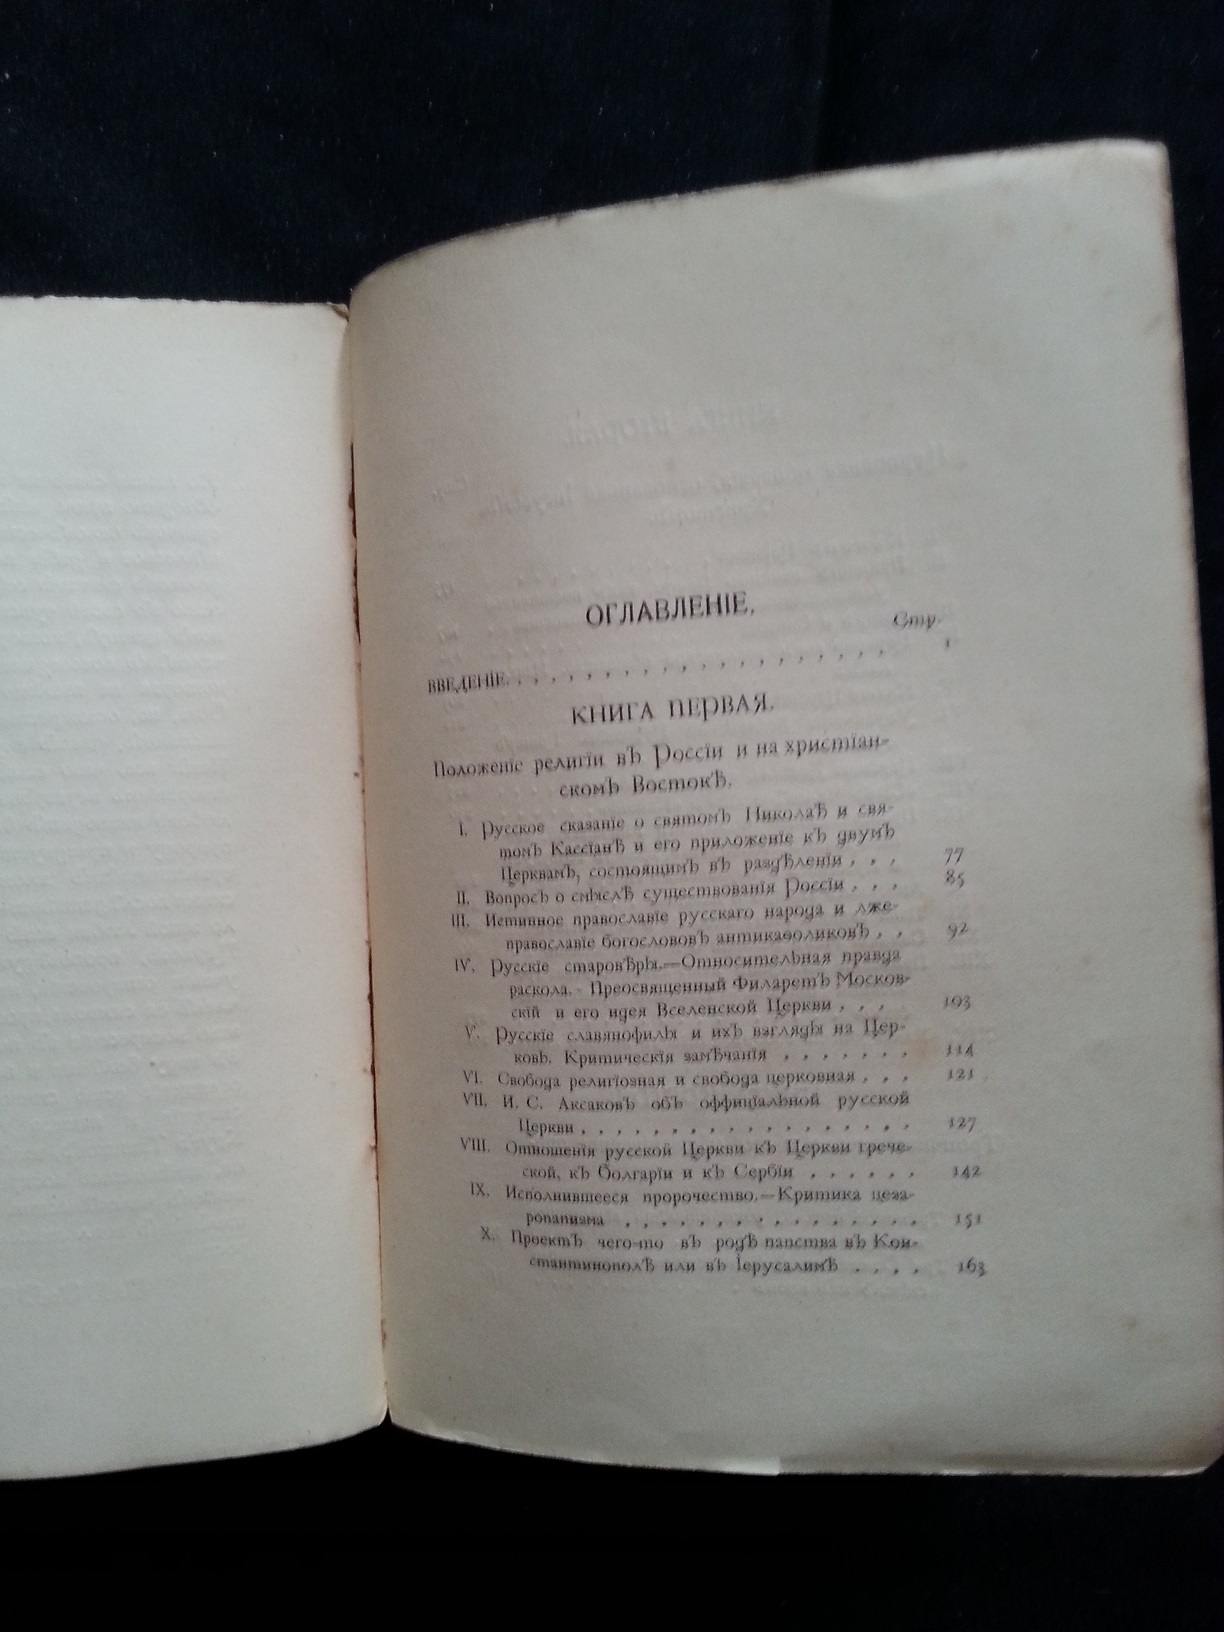 ОГЛАВЛЕНІЕ.
Стр.
ВВЕДЕНІЕ. . . . . . . . . . . . . . . . . . . . 1
КНИГА ПЕРВАЯ.
Положеніе религіи въ Россіи и на христіан-
скомъ Востокѣ.
I. Русское сказаніе о святомъ Николаѣ и свя-
томъ Кассіанѣ и его приложеніе къ двумъ
Церквамъ, состоящимъ въ раздѣленіи . . . 77
II. Вопросъ о смыслѣ существованія Россіи . . . 85
III. Истинное православіе русскаго народа и лже-
православіе богослововъ антикаѳоликовъ . . 92
IV. Русскіе старовѣры.—Относительная правда
раскола. - Преосвященный Филаретъ Москов-
скій и его идея Вселенской Церкви . . . 103
V. Русскіе славянофилы и ихъ взгляды на Цер-
ковь. Критическія замѣчанія . . . . . . . 114
VI. Свобода религіозная и свобода церковная . . . 121
VII. И. С. Аксаковъ объ оффиціальной русской
Церкви . . . . . . . . . . . . . . . . 127
VIII. Отношенія русской Церкви къ Церкви грече-
ской, къ Болгаріи и къ Сербіи . . . . . . 142
IX. Исполнившееся пророчество.—Критика цеза-
ропапизма . . . . . . . . . . . . . . 151
X. Проектъ чего-то въ родѣ папства въ Кон-
стантинополѣ или въ Іерусалимѣ . . . . 163